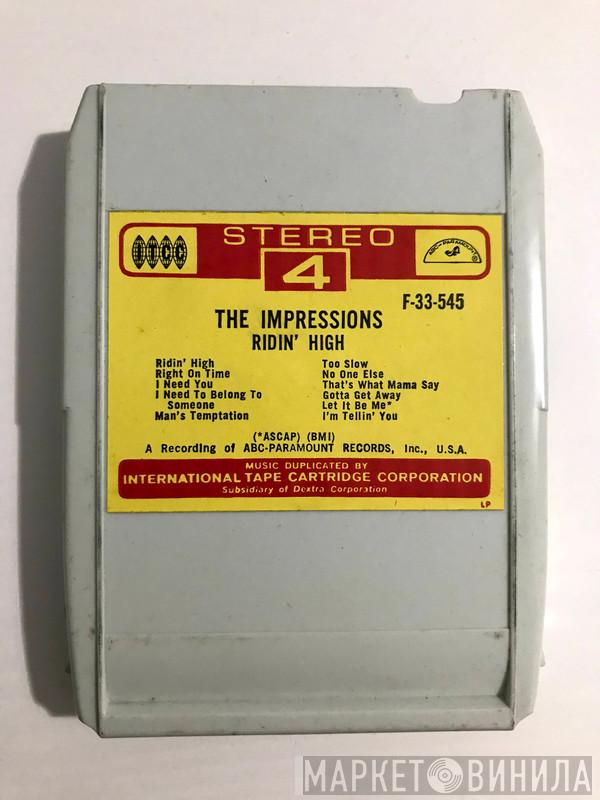 ITCC
STEREO
4
ABC-PARAMOUNT
F-33-545
THE IMPRESSIONS
RIDIN' HIGH
Ridin' High
Right On Time
I Need You
I Need To Belong To
Someone
Man's Temptation
Too Slow
No One Else
That's What Mama Say
Gotta Get Away
Let It Be Me*
I'm Tellin' You
(*ASCAP) (BMI)
A Recording of ABC-PARAMOUNT RECORDS, Inc., U.S.A.
MUSIC DUPLICATED BY
INTERNATIONAL TAPE CARTRIDGE CORPORATION
Subsidiary of Dextra Corporation
LP
МАРКЕТ ВИНИЛА